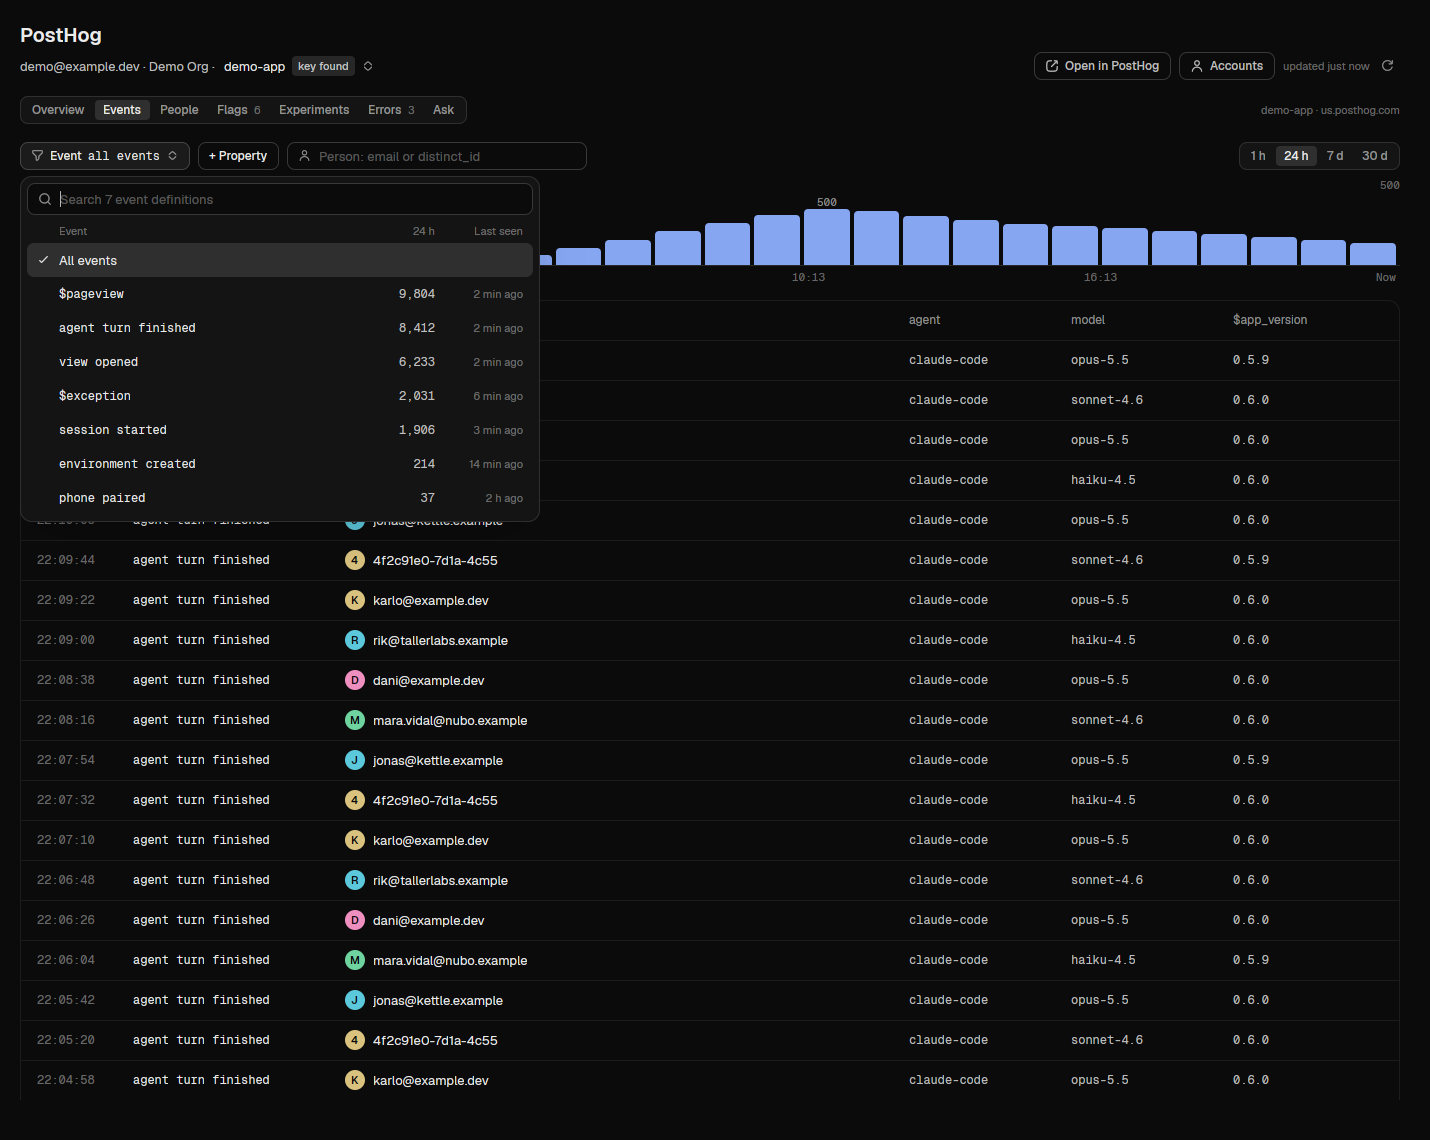 PostHog
demo@example.dev · Demo Org · demo-app key found
Open in PostHog Accounts updated just now
Overview Events People Flags 6 Experiments Errors 3 Ask
demo-app · us.posthog.com
Event all events + Property Person: email or distinct_id
1 h 24 h 7 d 30 d
Search 7 event definitions
500
500
Event 24 h Last seen
All events
10:13 16:13 Now
$pageview 9,804 2 min ago
agent turn finished 8,412 2 min ago
view opened 6,233 2 min ago
$exception 2,031 6 min ago
session started 1,906 3 min ago
environment created 214 14 min ago
phone paired 37 2 h ago
agent model $app_version
claude-code opus-5.5 0.5.9
claude-code sonnet-4.6 0.6.0
claude-code opus-5.5 0.6.0
claude-code haiku-4.5 0.6.0
agent turn finished jonas@kettle.example claude-code opus-5.5 0.6.0
22:09:44 agent turn finished 4 4f2c91e0-7d1a-4c55 claude-code sonnet-4.6 0.5.9
22:09:22 agent turn finished K karlo@example.dev claude-code opus-5.5 0.6.0
22:09:00 agent turn finished R rik@tallerlabs.example claude-code haiku-4.5 0.6.0
22:08:38 agent turn finished D dani@example.dev claude-code opus-5.5 0.6.0
22:08:16 agent turn finished M mara.vidal@nubo.example claude-code sonnet-4.6 0.6.0
22:07:54 agent turn finished J jonas@kettle.example claude-code opus-5.5 0.5.9
22:07:32 agent turn finished 4 4f2c91e0-7d1a-4c55 claude-code haiku-4.5 0.6.0
22:07:10 agent turn finished K karlo@example.dev claude-code opus-5.5 0.6.0
22:06:48 agent turn finished R rik@tallerlabs.example claude-code sonnet-4.6 0.6.0
22:06:26 agent turn finished D dani@example.dev claude-code opus-5.5 0.6.0
22:06:04 agent turn finished M mara.vidal@nubo.example claude-code haiku-4.5 0.5.9
22:05:42 agent turn finished J jonas@kettle.example claude-code opus-5.5 0.6.0
22:05:20 agent turn finished 4 4f2c91e0-7d1a-4c55 claude-code sonnet-4.6 0.6.0
22:04:58 agent turn finished K karlo@example.dev claude-code opus-5.5 0.6.0